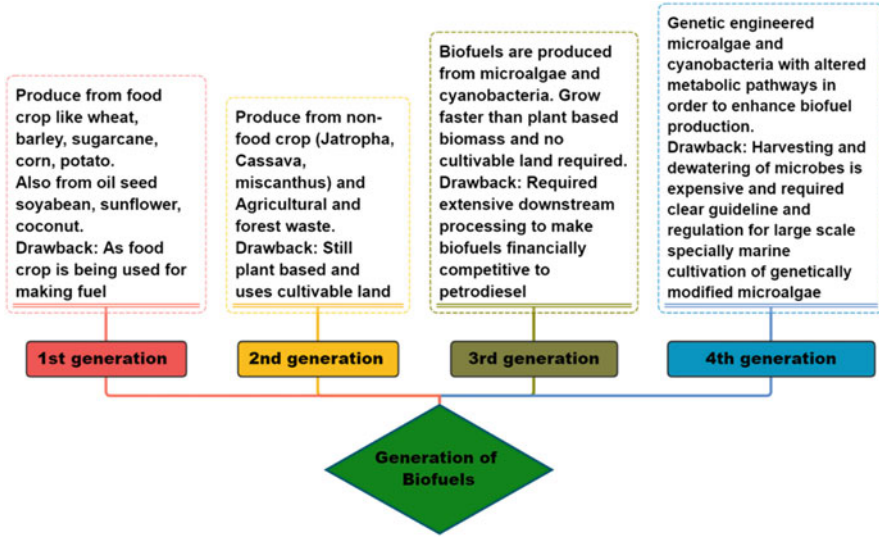 Produce from food
crop like wheat,
barley, sugarcane,
corn, potato.
Also from oil seed
soyabean, sunflower,
coconut.
Drawback: As food
crop is being used for
making fuel
Produce from non-
food crop (Jatropha,
Cassava,
miscanthus) and
Agricultural and
forest waste.
Drawback: Still
plant based and
uses cultivable land
Biofuels are produced
from microalgae and
cyanobacteria. Grow
faster than plant based
biomass and no
cultivable land required.
Drawback: Required
extensive downstream
processing to make
biofuels financially
competitive to
petrodiesel
Genetic engineered
microalgae and
cyanobacteria with altered
metabolic pathways in
order to enhance biofuel
production.
Drawback: Harvesting and
dewatering of microbes is
expensive and required
clear guideline and
regulation for large scale
specially marine
cultivation of genetically
modified microalgae
1st generation
2nd generation
3rd generation
4th generation
Generation of
Biofuels